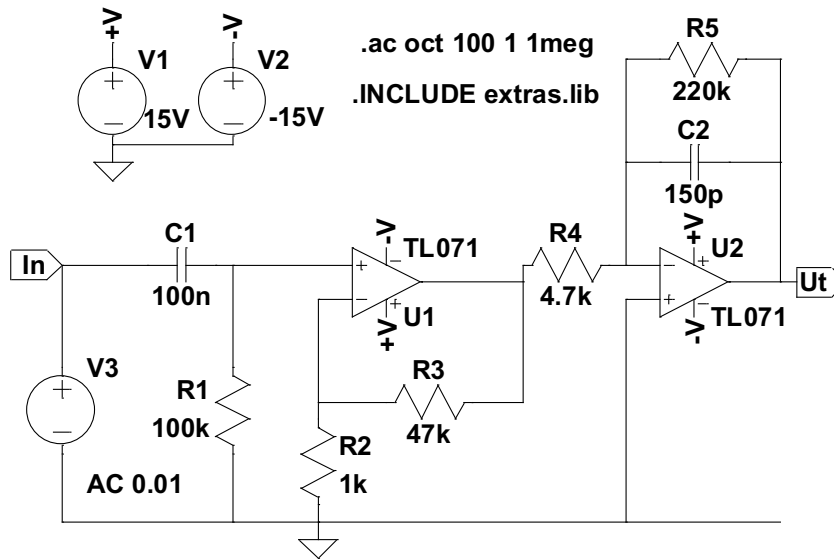 +V
-V
V1
V2
15V
-15V
.ac oct 100 1 1meg
.INCLUDE extras.lib
R5
220k
C2
150p
In
C1
100n
-V
TL071
U1
+V
R4
4.7k
+V
U2
TL071
-V
Ut
V3
AC 0.01
R1
100k
R3
47k
R2
1k